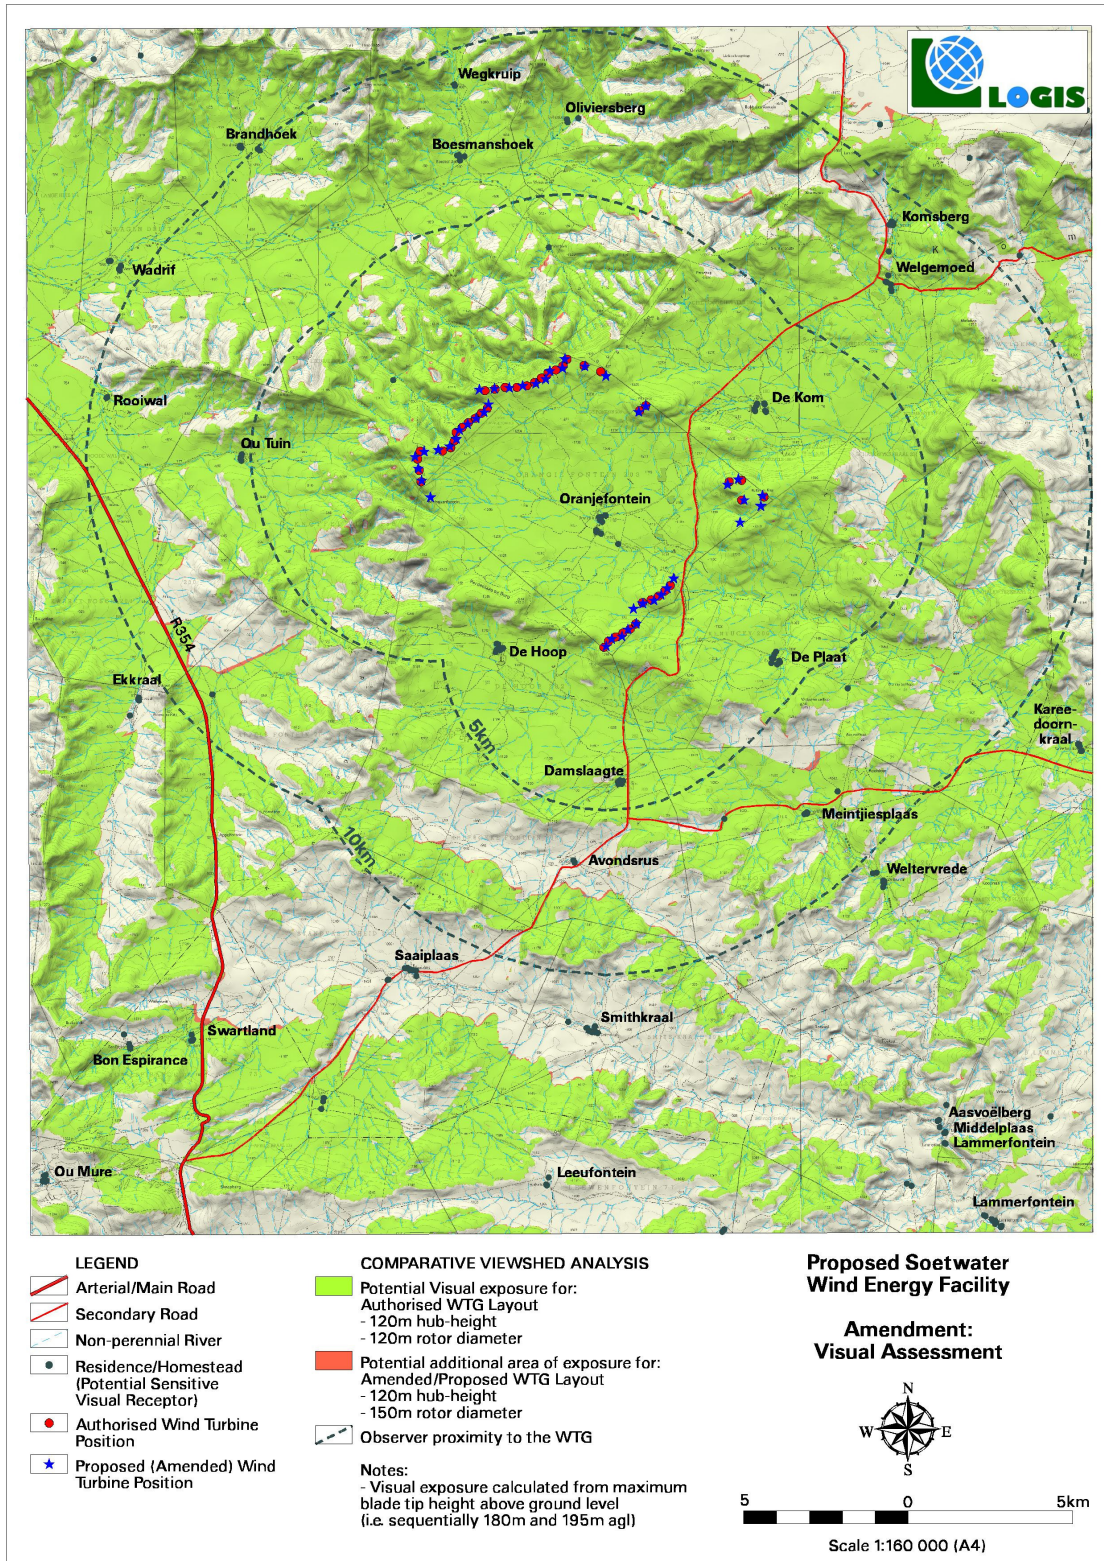 LOGIS
Wegkruip
Oliviersberg
Brandhoek
Boesmanshoek
Komsberg
Wadrif
Welgemoed
Rooiwal
De Kom
Ou Tuin
Oranjefontein
R354
De Hoop
De Plaat
Ekkraal
Karee-
doorn-
kraal
5km
Damslaagte
Meintjiesplaas
10km
Avondsrus
Weltervrede
Saaiplaas
Smithkraal
Swartland
Bon Espirance
Aasvoelberg
Middelplaas
Lammerfontein
Ou Mure
Leeufontein
Lammerfontein
LEGEND
Arterial/Main Road
Secondary Road
Non-perennial River
Residence/Homestead
(Potential Sensitive
Visual Receptor)
Authorised Wind Turbine
Position
Proposed (Amended) Wind
Turbine Position
COMPARATIVE VIEWSHED ANALYSIS
Potential Visual exposure for:
Authorised WTG Layout
- 120m hub-height
- 120m rotor diameter
Potential additional area of exposure for:
Amended/Proposed WTG Layout
- 120m hub-height
- 150m rotor diameter
Observer proximity to the WTG
Notes:
- Visual exposure calculated from maximum
blade tip height above ground level
(i.e. sequentially 180m and 195m agl)
Proposed Soetwater
Wind Energy Facility
Amendment:
Visual Assessment
N
W E
S
5 0 5km
Scale 1:160 000 (A4)